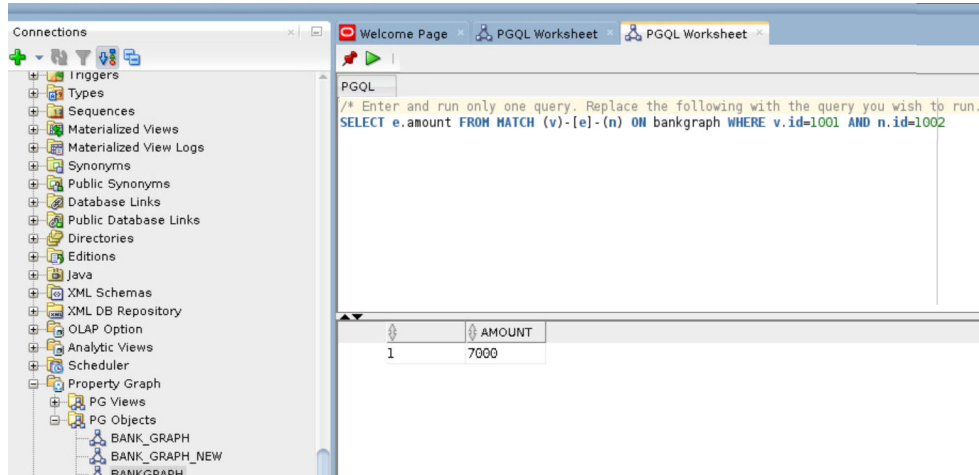 Connections
Welcome Page
PGQL Worksheet
PGQL Worksheet
Triggers
Types
Sequences
Materialized Views
Materialized View Logs
Synonyms
Public Synonyms
Database Links
Public Database Links
Directories
Editions
Java
XML Schemas
XML DB Repository
OLAP Option
Analytic Views
Scheduler
Property Graph
PG Views
PG Objects
BANK_GRAPH
BANK_GRAPH_NEW
BANKGRAPH
PGQL
/* Enter and run only one query. Replace the following with the query you wish to run.
SELECT e.amount FROM MATCH (v)-[e]-(n) ON bankgraph WHERE v.id=1001 AND n.id=1002
AMOUNT
1 7000